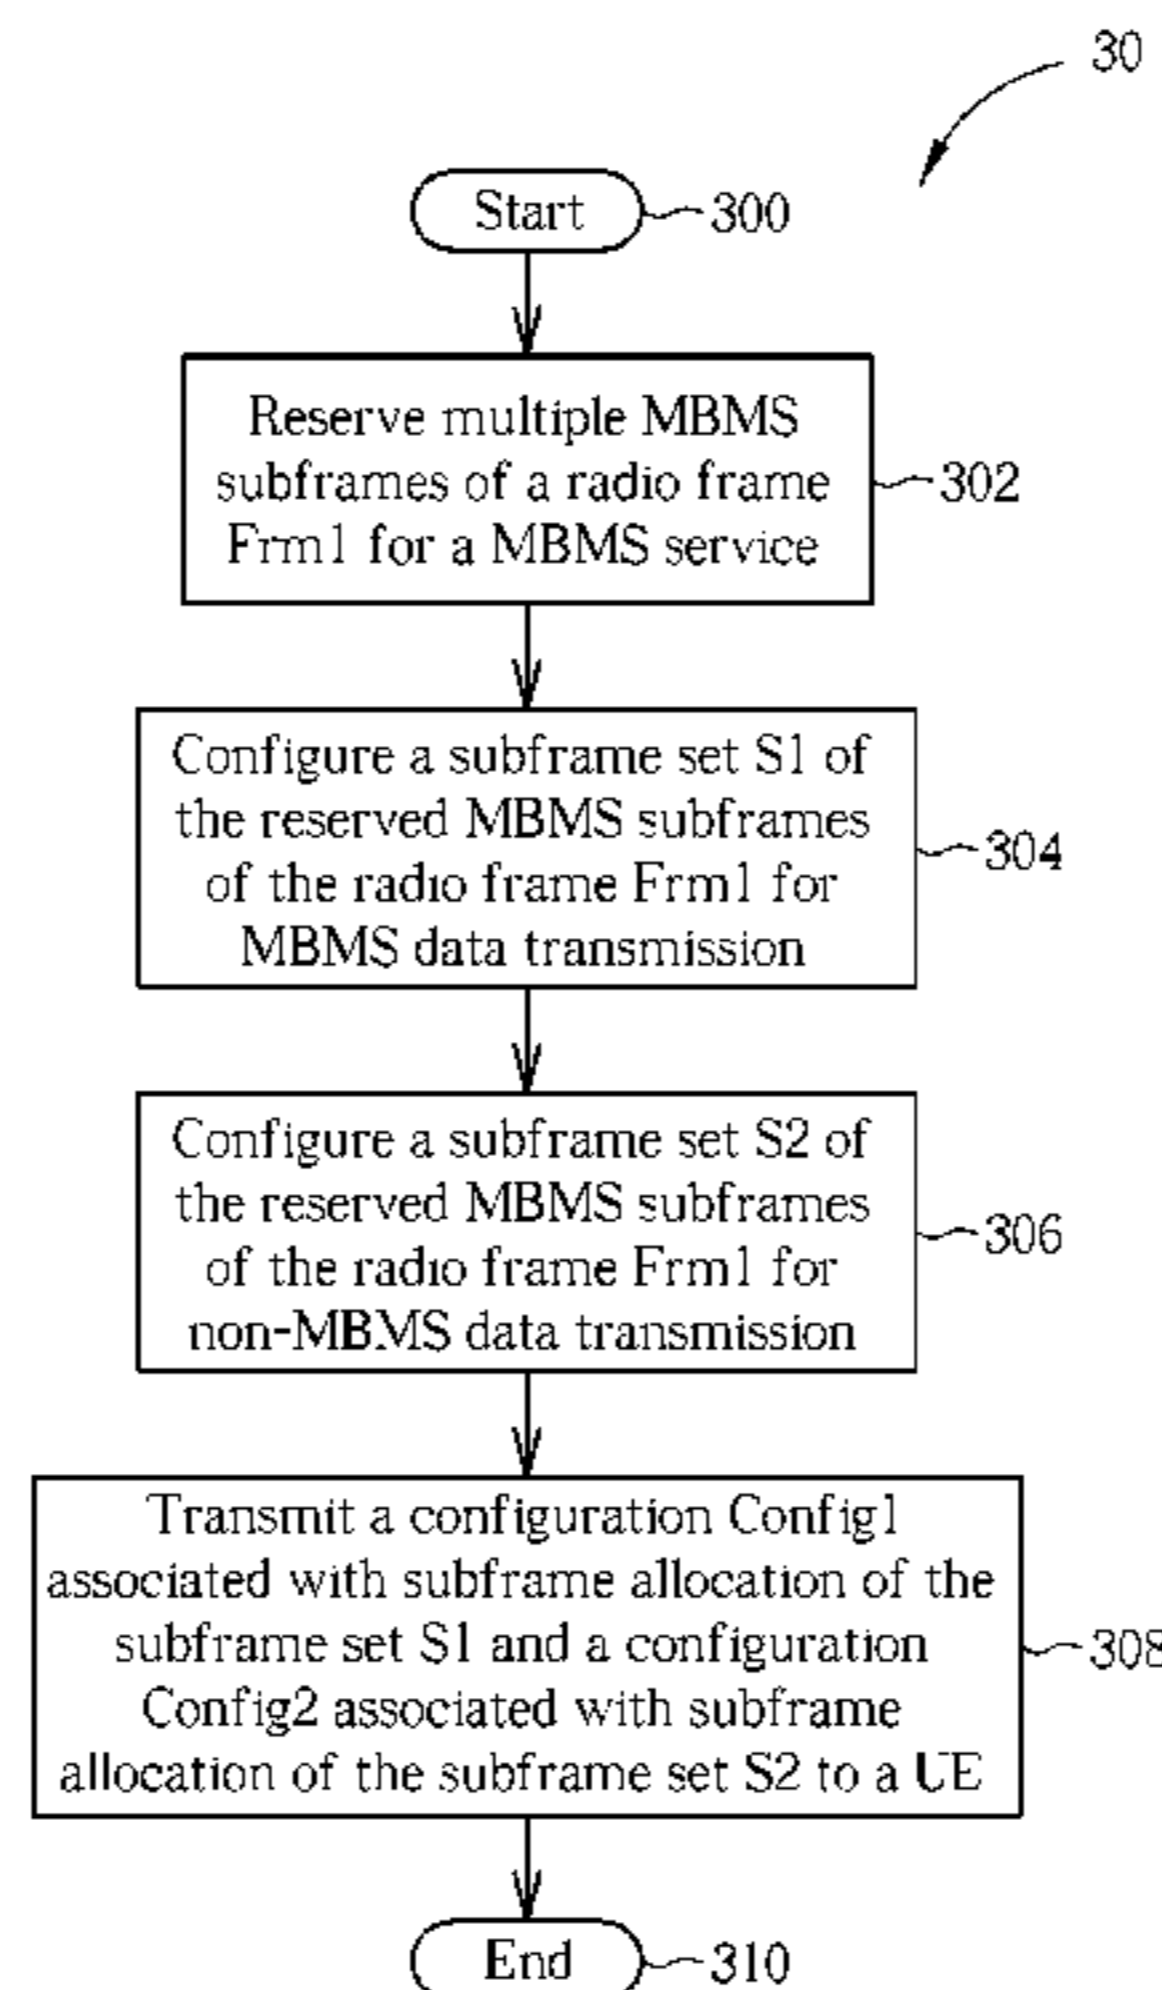 30
Start
300
Reserve multiple MBMS
subframes of a radio frame
Frm1 for a MBMS service
302
Configure a subframe set S1 of
the reserved MBMS subframes
of the radio frame Frm1 for
MBMS data transmission
304
Configure a subframe set S2 of
the reserved MBMS subframes
of the radio frame Frm1 for
non-MBMS data transmission
306
Transmit a configuration Config1
associated with subframe allocation of the
subframe set S1 and a configuration
Config2 associated with subframe
allocation of the subframe set S2 to a UE
308
End
310